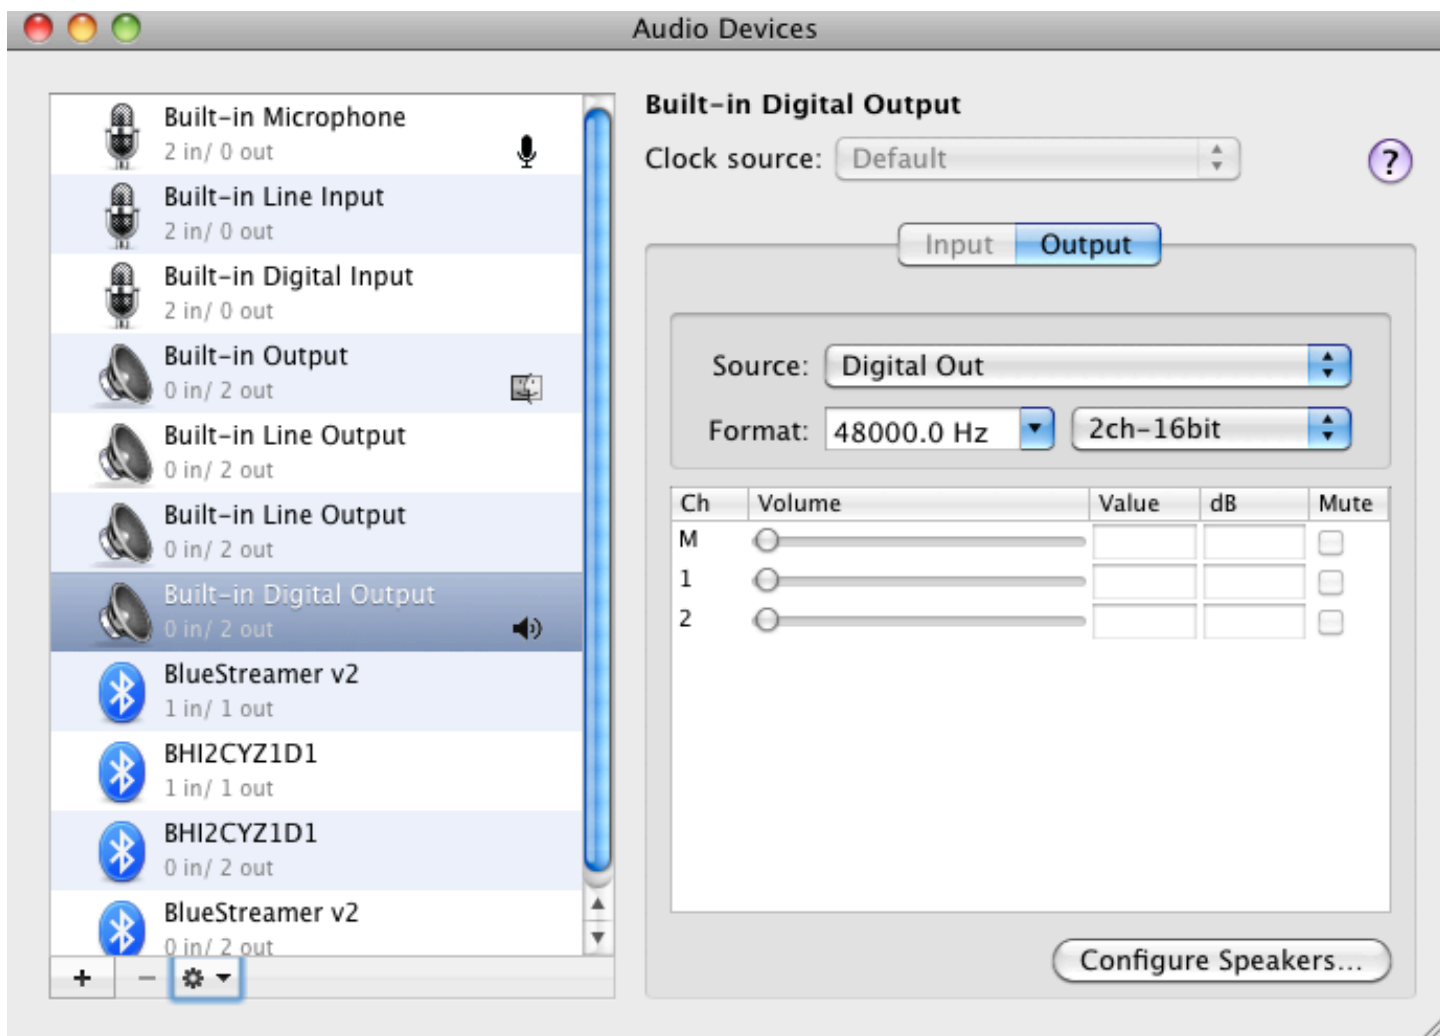 Audio Devices
Built-in Microphone
2 in/ 0 out
Built-in Line Input
2 in/ 0 out
Built-in Digital Input
2 in/ 0 out
Built-in Output
0 in/ 2 out
Built-in Line Output
0 in/ 2 out
Built-in Line Output
0 in/ 2 out
Built-in Digital Output
0 in/ 2 out
BlueStreamer v2
1 in/ 1 out
BHI2CYZ1D1
1 in/ 1 out
BHI2CYZ1D1
0 in/ 2 out
BlueStreamer v2
0 in/ 2 out
Built-in Digital Output
Clock source: Default
?
Input Output
Source: Digital Out
Format: 48000.0 Hz 2ch-16bit
Ch Volume Value dB Mute
M
1
2
Configure Speakers...